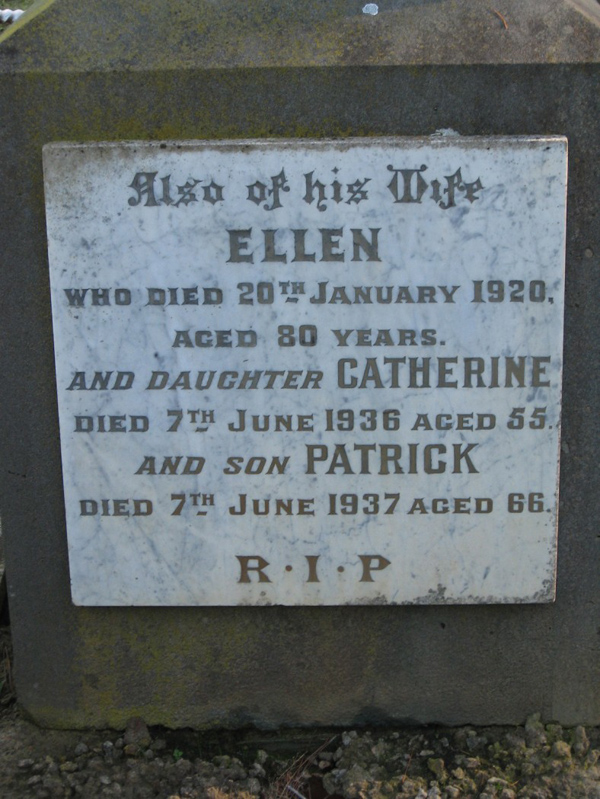 Also of his Wife
ELLEN
WHO DIED 20TH JANUARY 1920,
AGED 80 YEARS.
AND DAUGHTER CATHERINE
DIED 7TH JUNE 1936 AGED 55.
AND SON PATRICK
DIED 7TH JUNE 1937 AGED 66.
R·I·P